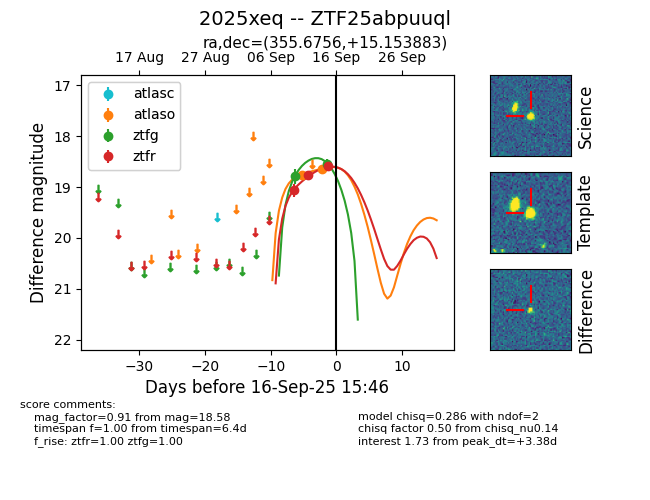 2025xeq -- ZTF25abpuuql
ra,dec=(355.6756,+15.153883)
17 Aug 27 Aug 06 Sep 16 Sep 26 Sep
atlasc
atlaso
ztfg
ztfr
Difference magnitude
17
18
19
20
21
22
−30 −20 −10 0 10
Days before 16-Sep-25 15:46
Science
Template
Difference
score comments:
mag_factor=0.91 from mag=18.58
timespan f=1.00 from timespan=6.4d
f_rise: ztfr=1.00 ztfg=1.00
model chisq=0.286 with ndof=2
chisq factor 0.50 from chisq_nu0.14
interest 1.73 from peak_dt=+3.38d